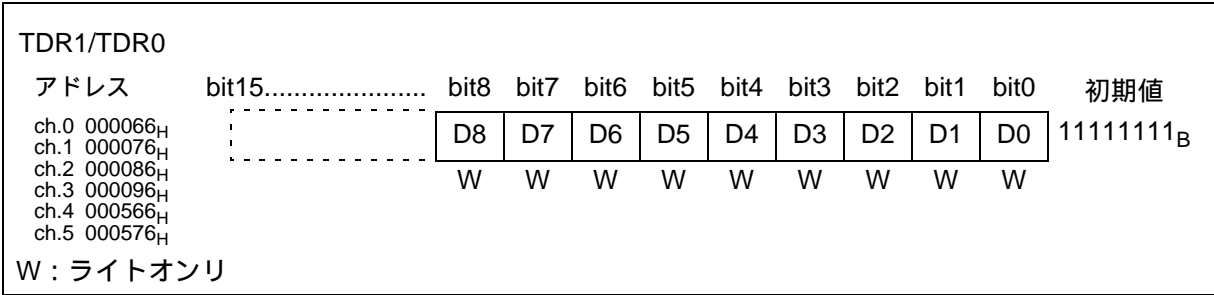 TDR1/TDR0
アドレス bit15...................... bit8 bit7 bit6 bit5 bit4 bit3 bit2 bit1 bit0 初期値
ch.0 000066H D8 D7 D6 D5 D4 D3 D2 D1 D0 11111111B
ch.1 000076H
ch.2 000086H W W W W W W W W W
ch.3 000096H
ch.4 000566H
ch.5 000576H
W：ライトオンリ